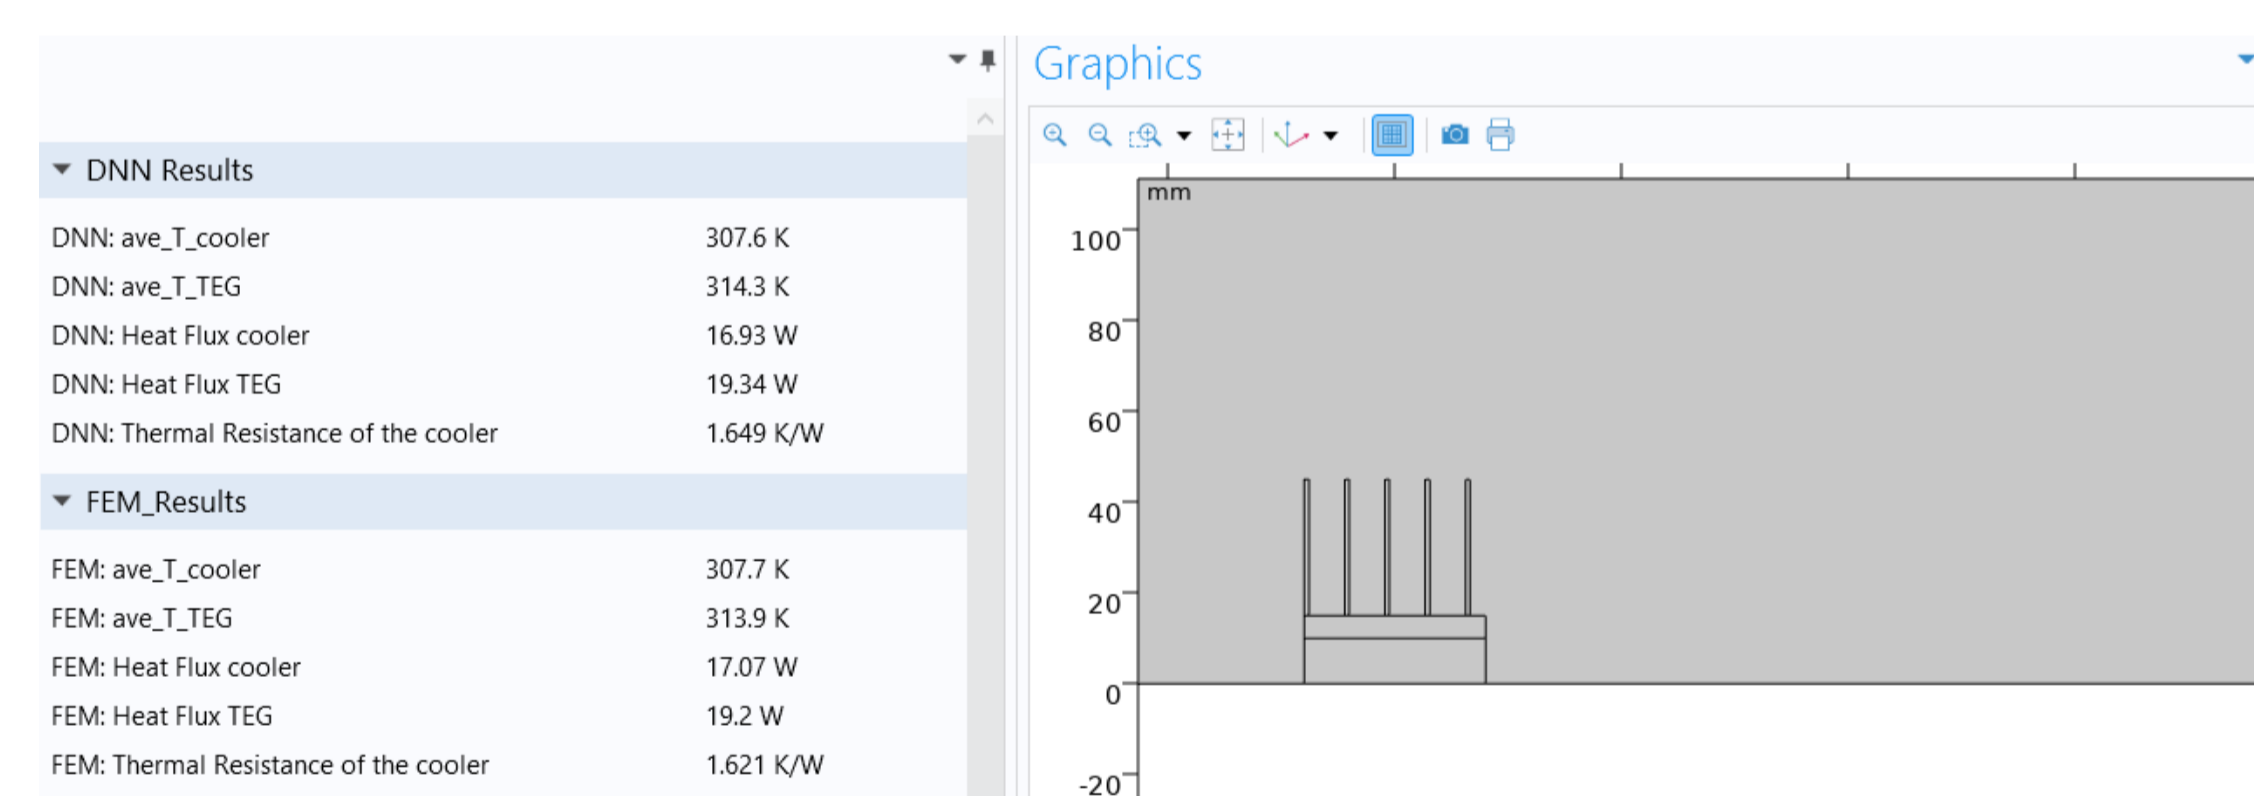 DNN Results
DNN: ave_T_cooler 307.6 K
DNN: ave_T_TEG 314.3 K
DNN: Heat Flux cooler 16.93 W
DNN: Heat Flux TEG 19.34 W
DNN: Thermal Resistance of the cooler 1.649 K/W
FEM_Results
FEM: ave_T_cooler 307.7 K
FEM: ave_T_TEG 313.9 K
FEM: Heat Flux cooler 17.07 W
FEM: Heat Flux TEG 19.2 W
FEM: Thermal Resistance of the cooler 1.621 K/W
Graphics
mm
100
80
60
40
20
0
-20